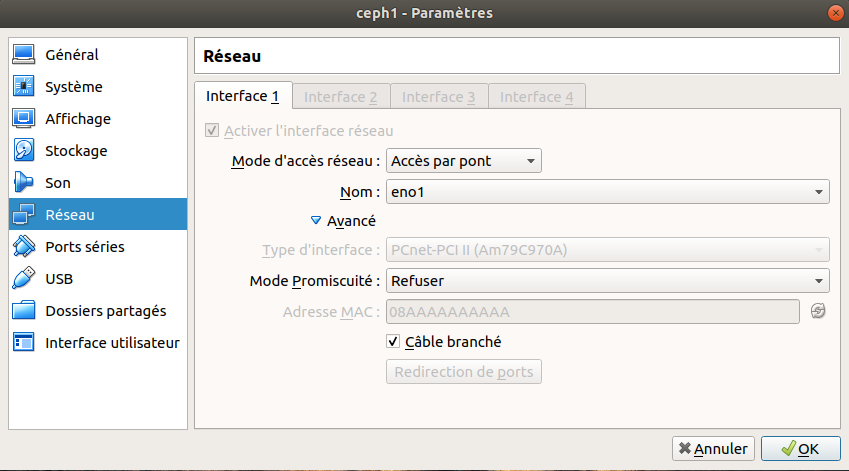 ceph1 - Paramètres
Général
Système
Affichage
Stockage
Son
Réseau
Ports séries
USB
Dossiers partagés
Interface utilisateur
Réseau
Interface 1 Interface 2 Interface 3 Interface 4
Activer l'interface réseau
Mode d'accès réseau : Accès par pont
Nom : eno1
Avancé
Type d'interface : PCnet-PCI II (Am79C970A)
Mode Promiscuité : Refuser
Adresse MAC : 08AAAAAAAAAA
Câble branché
Redirection de ports
Annuler OK